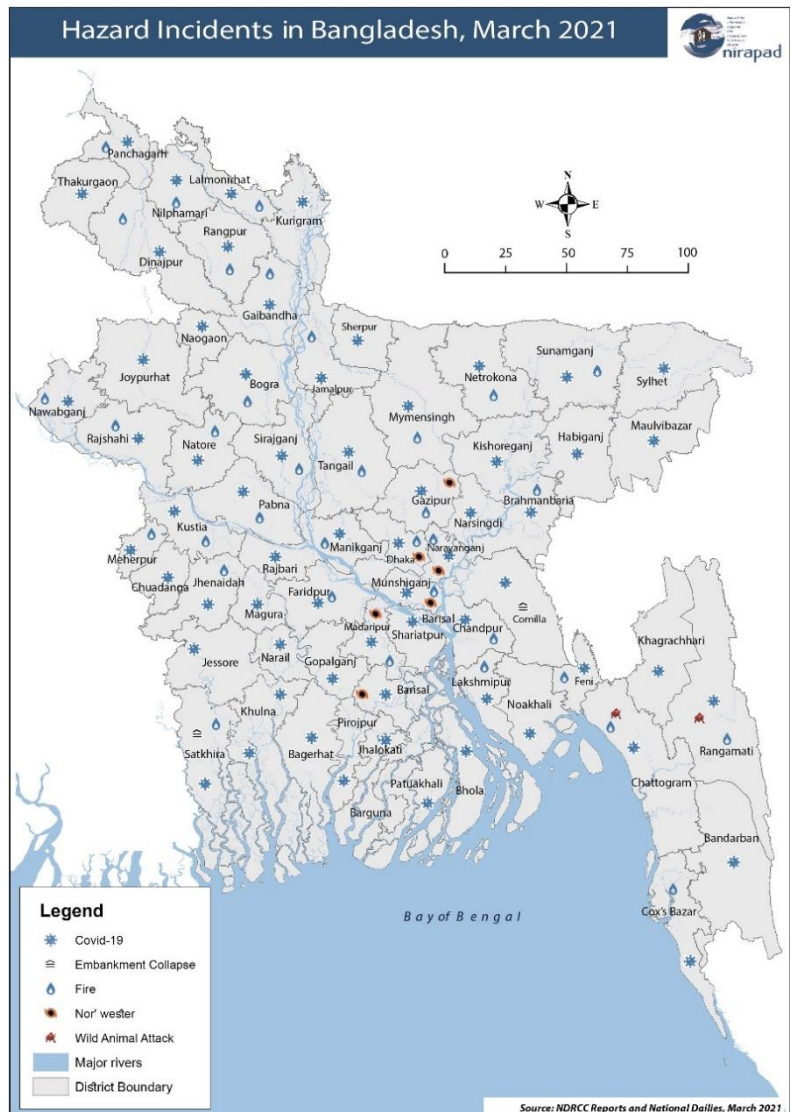 Hazard Incidents in Bangladesh, March 2021
nirapad
Panchagarh
Thakurgaon
Lalmonirhat
Nilphamari
Kurigram
Rangpur
Dinajpur
Gaibandha
N
W E
S
0 25 50 75 100
Naogaon
Sherpur
Sunamganj
Joypurhat
Netrokona
Sylhet
Bogra
Jamalpur
Nawabganj
Mymensingh
Maulvibazar
Rajshahi
Natore
Sirajganj
Kishoreganj
Habiganj
Tangail
Gazipur
Brahmanbaria
Pabna
Narsingdi
Kustia
Manikganj
Narayanganj
Meherpur
Dhaka
Rajbari
Chuadanga
Jhenaidah
Munshiganj
Faridpur
Magura
Barisal
Comilla
Madaripur
Chandpur
Shariatpur
Khagrachhari
Jessore
Narail
Gopalganj
Lakshmipur
Feni
Barisal
Noakhali
Khulna
Pirojpur
Rangamati
Satkhira
Bagerhat
Jhalokati
Chattogram
Patuakhali
Bhola
Barguna
Bandarban
Cox's Bazar
Bay of Bengal
Legend
Covid-19
Embankment Collapse
Fire
Nor' wester
Wild Animal Attack
Major rivers
District Boundary
Source: NDRCC Reports and National Dailies, March 2021